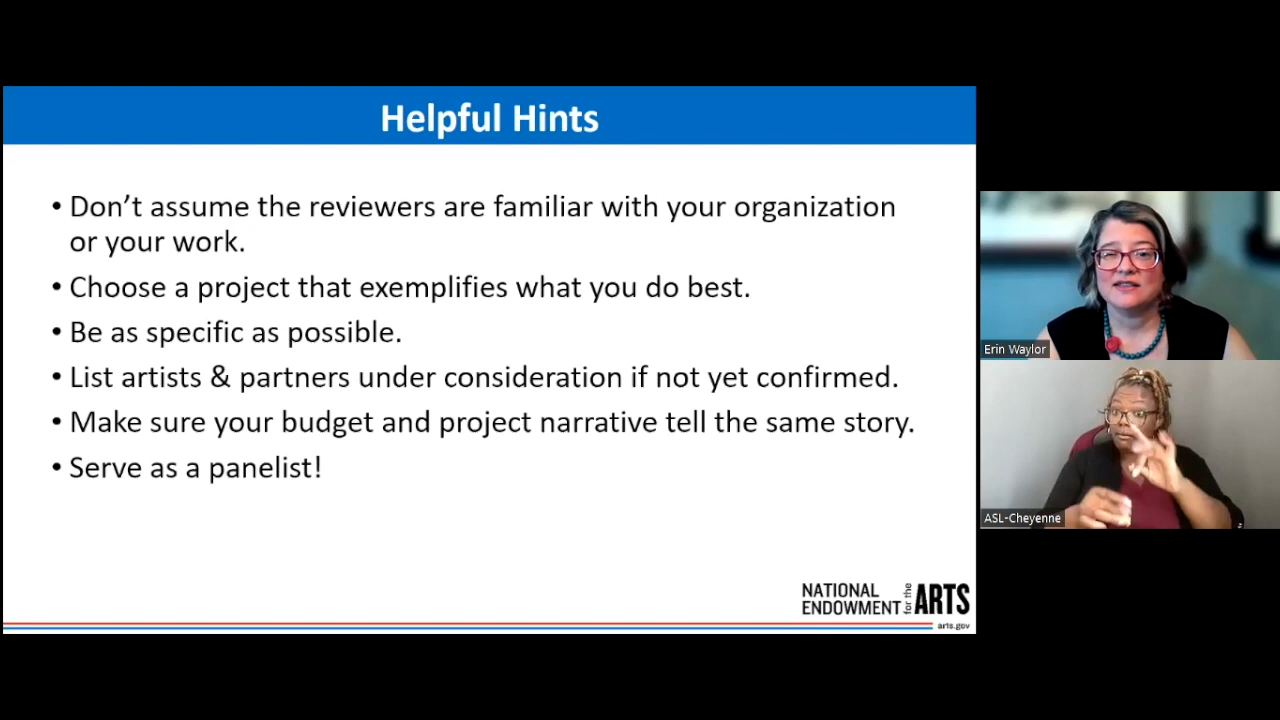 Helpful Hints
• Don’t assume the reviewers are familiar with your organization
or your work.
• Choose a project that exemplifies what you do best.
• Be as specific as possible.
• List artists & partners under consideration if not yet confirmed.
• Make sure your budget and project narrative tell the same story.
• Serve as a panelist!
NATIONAL
ENDOWMENT for the ARTS
arts.gov
Erin Waylor
ASL-Cheyenne